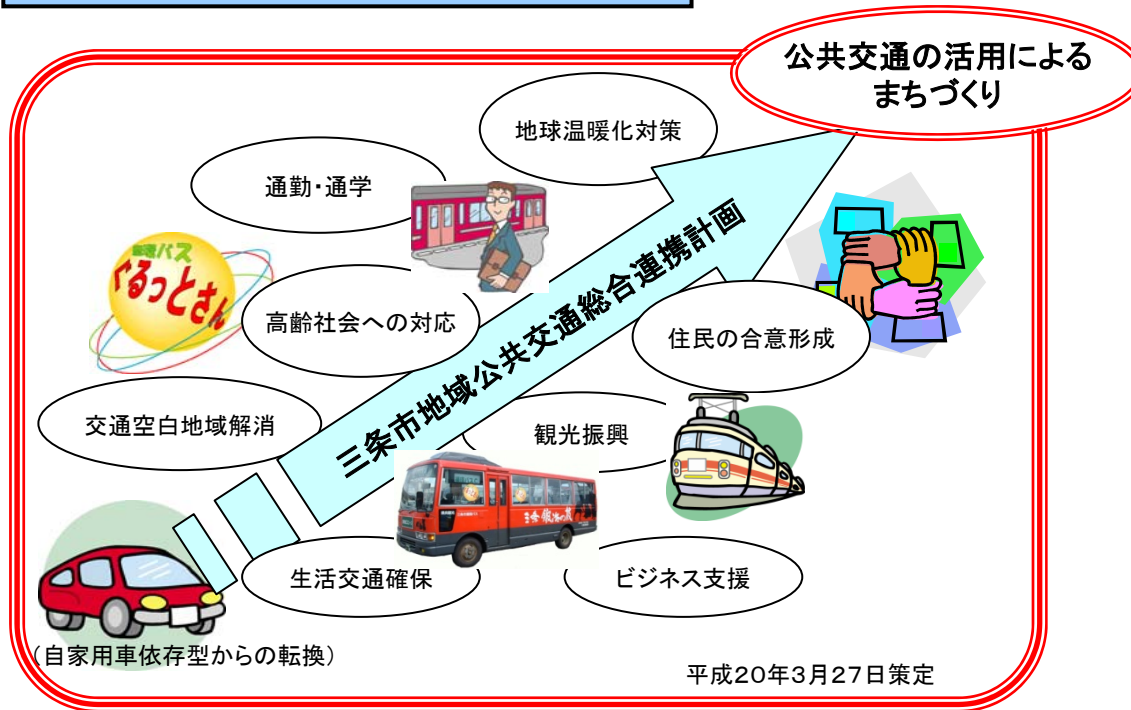 公共交通の活用による
まちづくり
地球温暖化対策
通勤・通学
循環バス
ぐるっとさん
高齢社会への対応
三条市地域公共交通総合連携計画
住民の合意形成
交通空白地域解消
観光振興
生活交通確保
ビジネス支援
(自家用車依存型からの転換)
平成20年3月27日策定